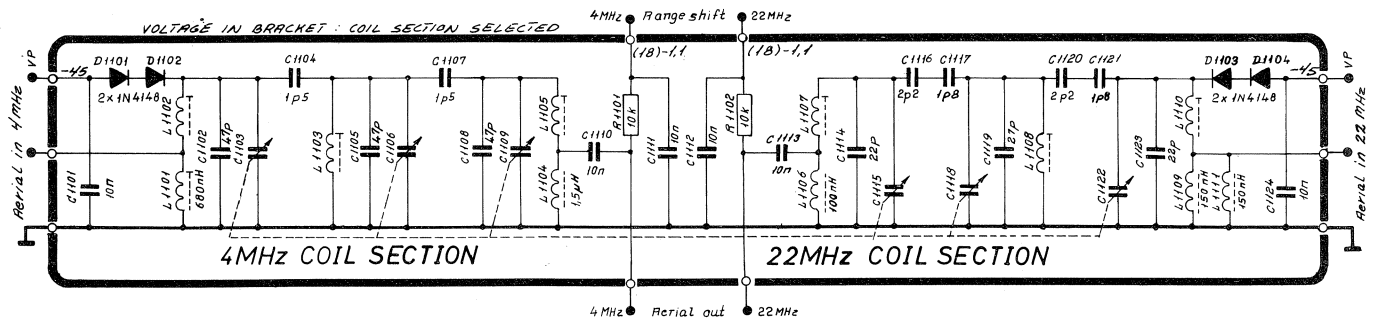 VOLTAGE IN BRACKET : COIL SECTION SELECTED
4MHz Range shift 22MHz
(18)-1,1
(18)-1,1
VP
-45
D1101 D1102
2x1N4148
C1104
1p5
C1107
1p5
C1116 C1117
2p2 1p8
C1120 C1121
2p2 1p8
D1103 D1104
2x1N4148
-45
VP
Aerial in 4MHz
C1101
10n
L1102
L1101
680nH
C1102
47p
C1103
L1103
C1105
47p
C1106
C1108
47p
C1109
L1105
L1104
1,5µH
C1110
10n
R1101
10k
C1111
10n
C1112
10n
R1102
10k
C1113
10n
L1107
L1106
100nH
C1114
22p
C1115
C1118
C1119
27p
L1108
C1122
C1123
22p
L1110
L1109
150nH
L1111
150nH
C1124
10n
Aerial in 22MHz
4MHz COIL SECTION
22MHz COIL SECTION
4MHz Aerial out 22MHz